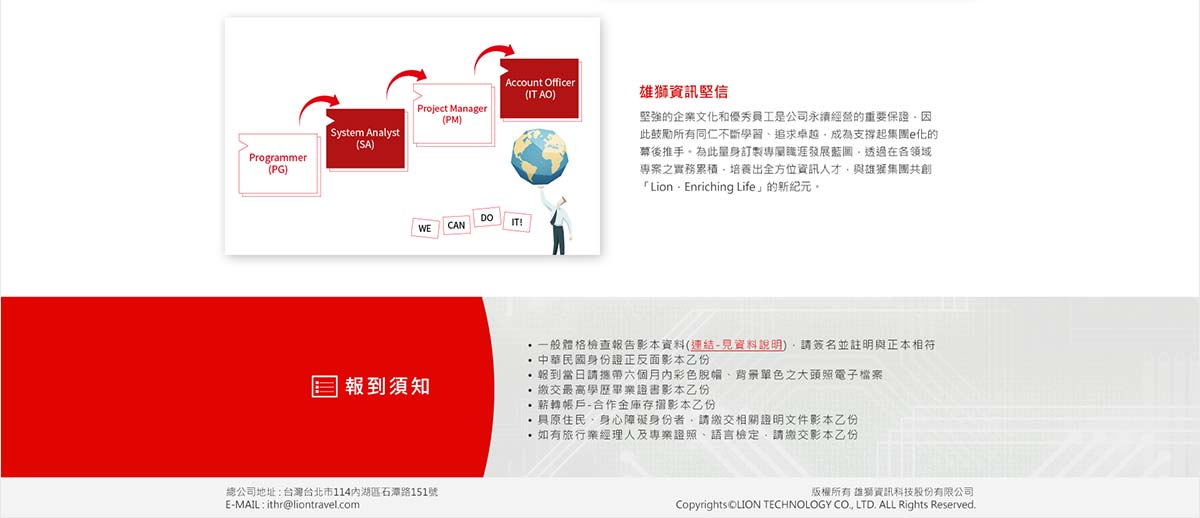 Programmer
(PG)
System Analyst
(SA)
Project Manager
(PM)
Account Officer
(IT AO)
WE
CAN
DO
IT!
雄獅資訊堅信
堅強的企業文化和優秀員工是公司永續經營的重要保證，因
此鼓勵所有同仁不斷學習、追求卓越，成為支撐起集團e化的
幕後推手。為此量身訂製專屬職涯發展藍圖，透過在各領域
專案之實務累積，培養出全方位資訊人才，與雄獅集團共創
「Lion，Enriching Life」的新紀元。
報到須知
• 一般體格檢查報告影本資料(連結-見資料說明)，請簽名並註明與正本相符
• 中華民國身份證正反面影本乙份
• 報到當日請攜帶六個月內彩色脫帽、背景單色之大頭照電子檔案
• 繳交最高學歷畢業證書影本乙份
• 薪轉帳戶-合作金庫存摺影本乙份
• 具原住民、身心障礙身份者，請繳交相關證明文件影本乙份
• 如有旅行業經理人及專業證照、語言檢定，請繳交影本乙份
總公司地址 : 台灣台北市114內湖區石潭路151號
E-MAIL : ithr@liontravel.com
版權所有 雄獅資訊科技股份有限公司
Copyrights©LION TECHNOLOGY CO., LTD. ALL Rights Reserved.